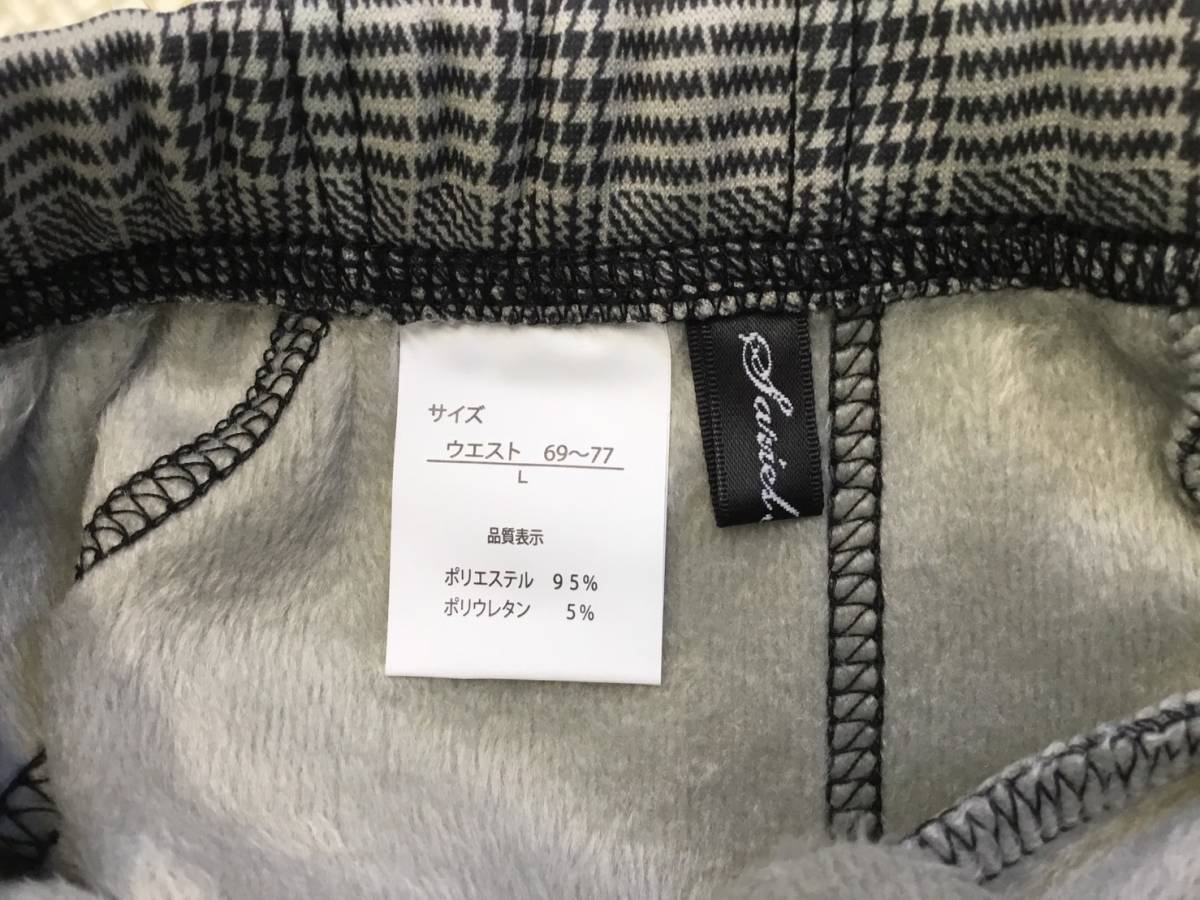 サイズ
ウエスト 69～77
L
品質表示
ポリエステル 95%
ポリウレタン 5%